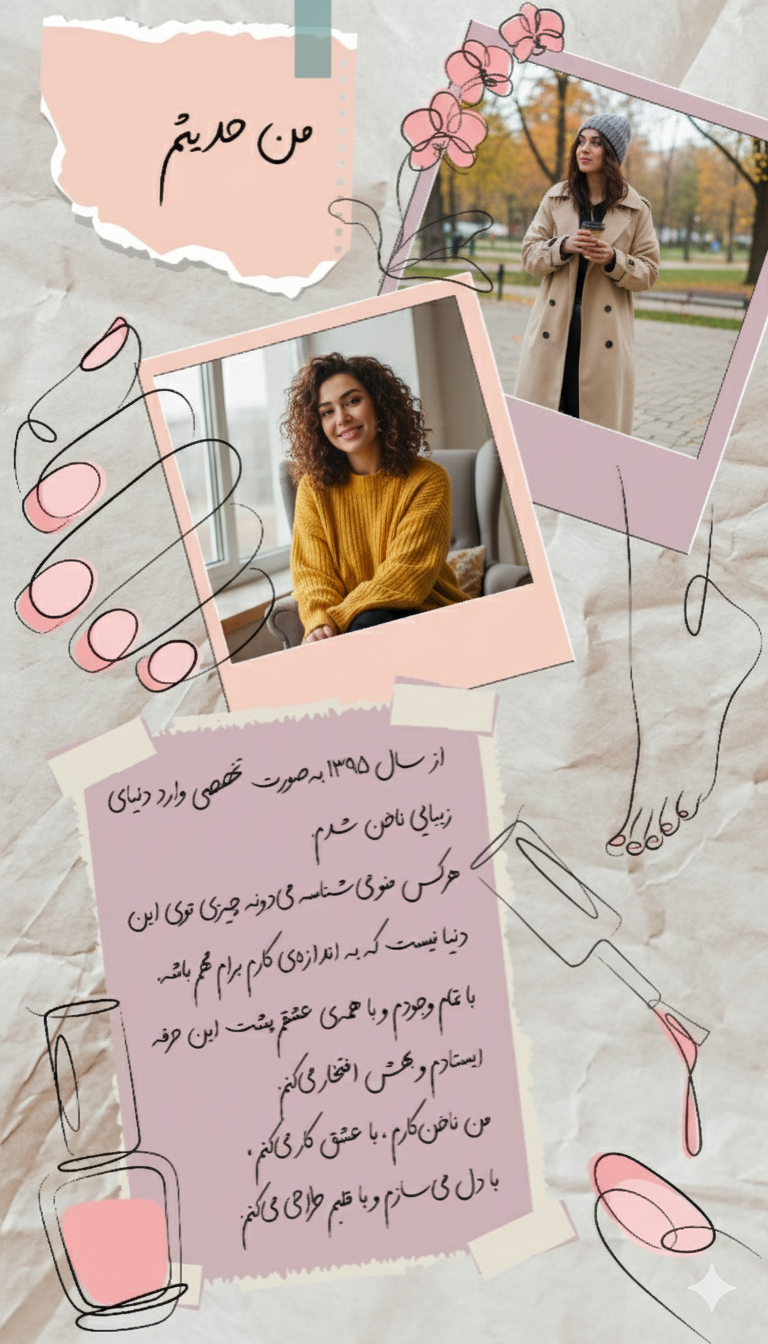 من حدیثم
از سال ۱۳۹۵ به صورت تخصصی وارد دنیای
زیبایی ناخن شدم.
هرکس منو می‌شناسه می‌دونه چیزی توی این
دنیا نیست که به اندازه‌ی کارم برام مهم باشه.
با تمام وجودم و با همه‌ی عشقم پشت این حرفه
ایستادم و بهش افتخار می‌کنم.
من ناخن‌کارم، با عشق کار می‌کنم،
با دل می‌سازم و با قلبم طراحی می‌کنم.